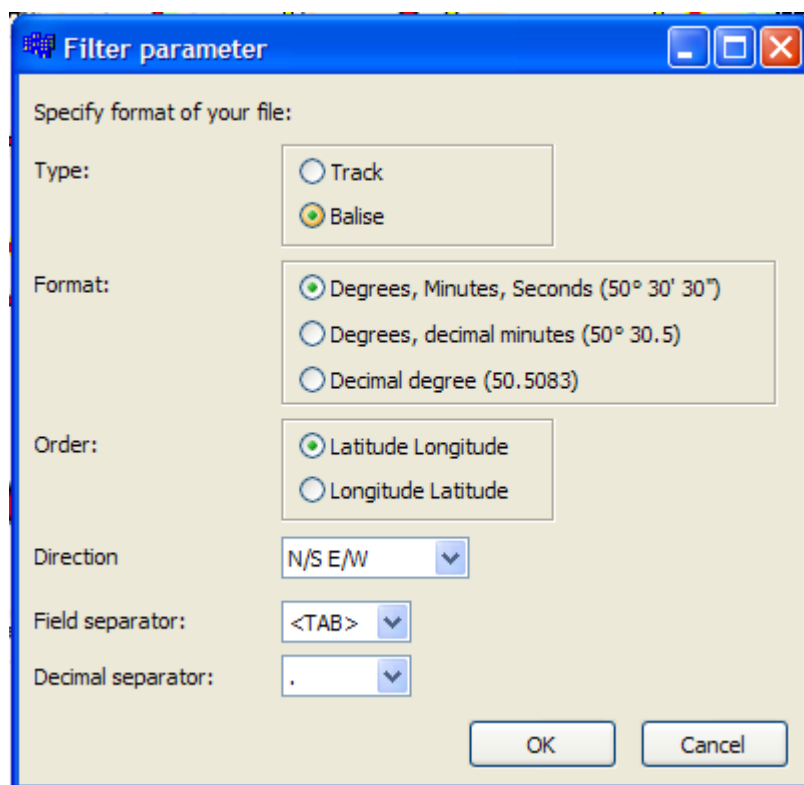 Filter parameter
Specify format of your file:
Type:
Track
Balise
Format:
Degrees, Minutes, Seconds (50° 30' 30")
Degrees, decimal minutes (50° 30.5)
Decimal degree (50.5083)
Order:
Latitude Longitude
Longitude Latitude
Direction
N/S E/W
Field separator:
<TAB>
Decimal separator:
.
OK
Cancel